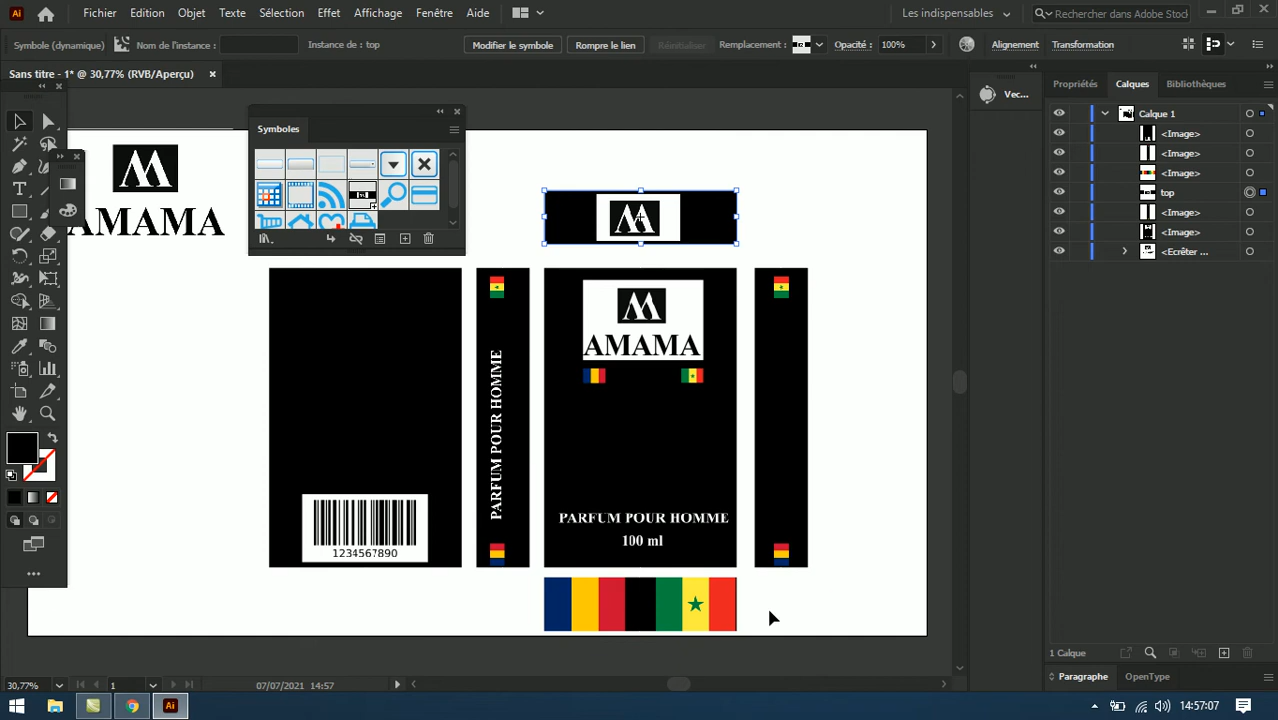 Ai
Fichier Edition Objet Texte Sélection Effet Affichage Fenêtre Aide
Les indispensables
Rechercher dans Adobe Stock
Symbole (dynamique)
Nom de l'instance :
Instance de : top
Modifier le symbole
Rompre le lien
Réinitialiser
Remplacement :
Opacité :
100%
Alignement
Transformation
Sans titre - 1* @ 30,77% (RVB/Aperçu)
Symboles
Vec...
Propriétés
Calques
Bibliothèques
Calque 1
<Image>
<Image>
<Image>
top
<Image>
<Image>
<Ecrêter ...
AMAMA
AMAMA
PARFUM POUR HOMME
PARFUM POUR HOMME
100 ml
1234567890
1 Calque
Paragraphe
OpenType
30,77%
1
07/07/2021 14:57
Ai
14:57:07